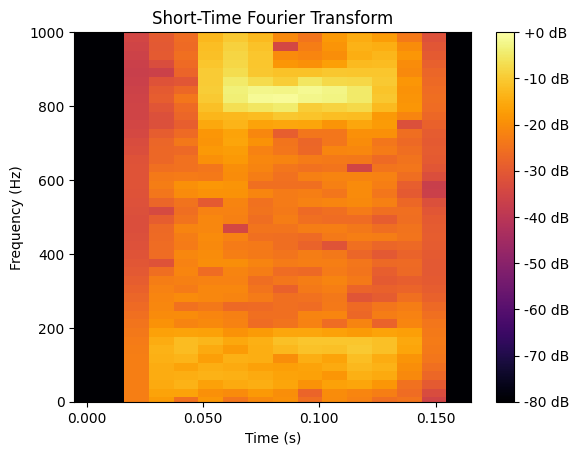 Short-Time Fourier Transform
1000
800
600
400
200
0
Frequency (Hz)
0.000
0.050
0.100
0.150
Time (s)
+0 dB
-10 dB
-20 dB
-30 dB
-40 dB
-50 dB
-60 dB
-70 dB
-80 dB